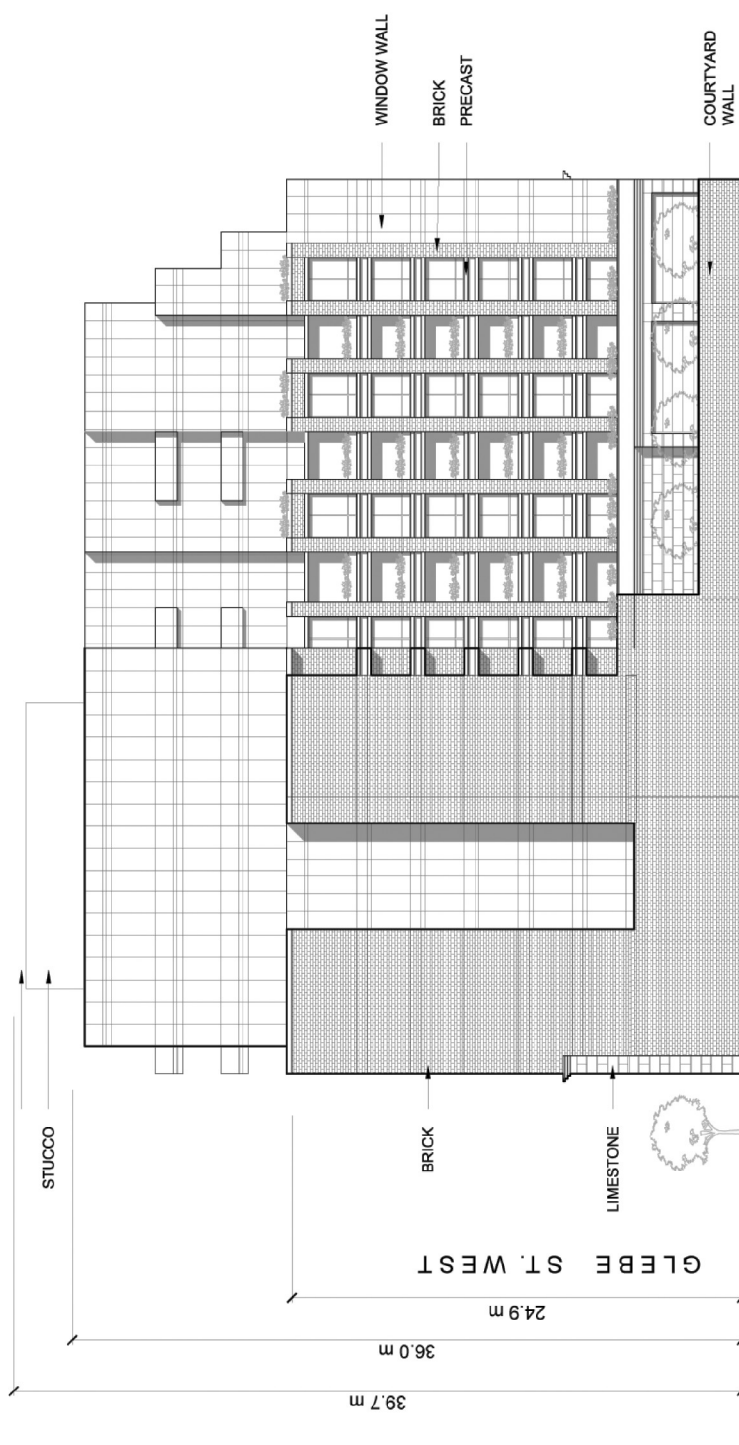 WINDOW WALL
BRICK
PRECAST
COURTYARD
WALL
STUCCO
BRICK
LIMESTONE
GLEBE ST. WEST
24.9 m
36.0 m
39.7 m